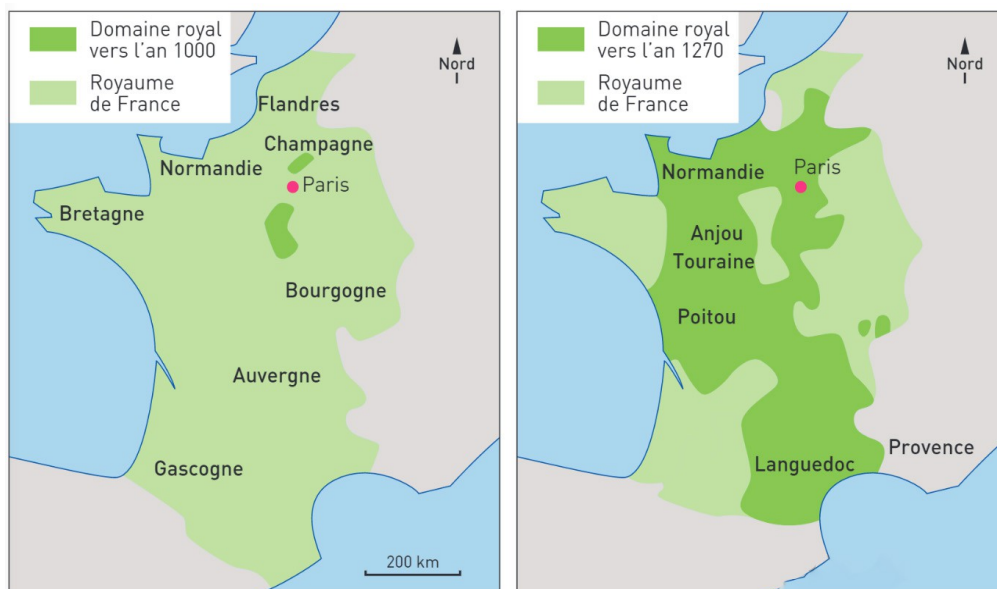 Domaine royal
vers l'an 1000
Royaume
de France
Nord
Flandres
Champagne
Normandie
Paris
Bretagne
Bourgogne
Auvergne
Gascogne
200 km
Domaine royal
vers l'an 1270
Royaume
de France
Nord
Normandie
Paris
Anjou
Touraine
Poitou
Provence
Languedoc